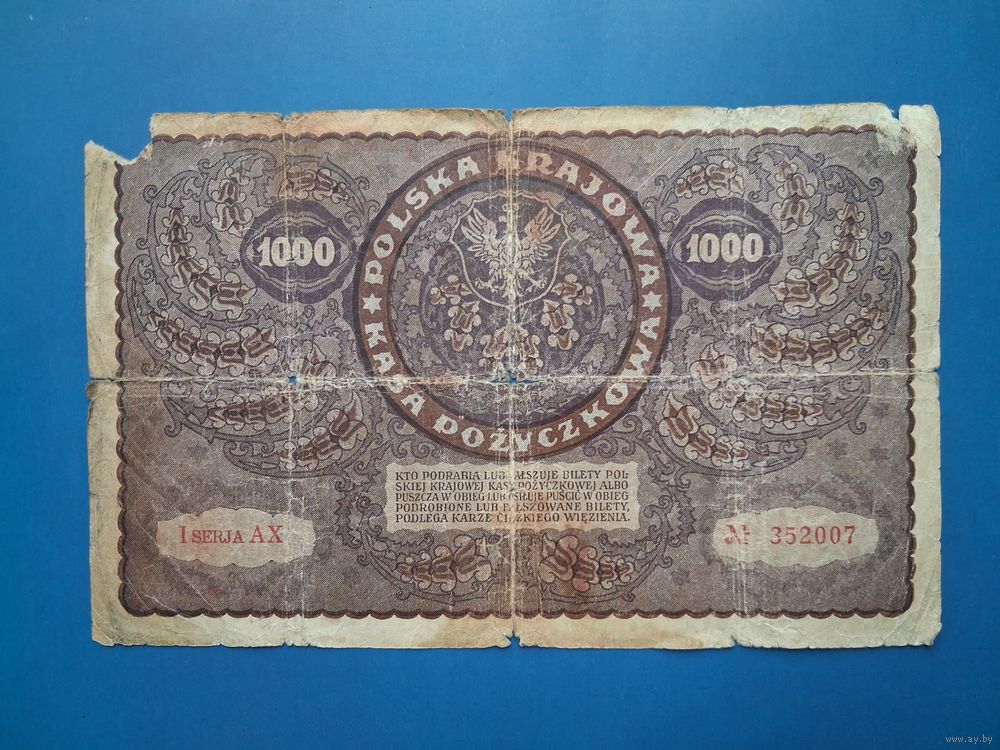 POLSKA KRAJOWA
KASA POŻYCZKOWA
1000
1000
KTO PODRABIA LUB FAŁSZUJE BILETY POL-
SKIEJ KRAJOWEJ KASY POŻYCZKOWEJ ALBO
PUSZCZA W OBIEG LUB USIŁUJE PUŚCIĆ W OBIEG
PODROBIONE LUB FAŁSZOWANE BILETY,
PODLEGA KARZE CIĘŻKIEGO WIĘZIENIA.
I SERJA AX
№ 352007
www.ay.by